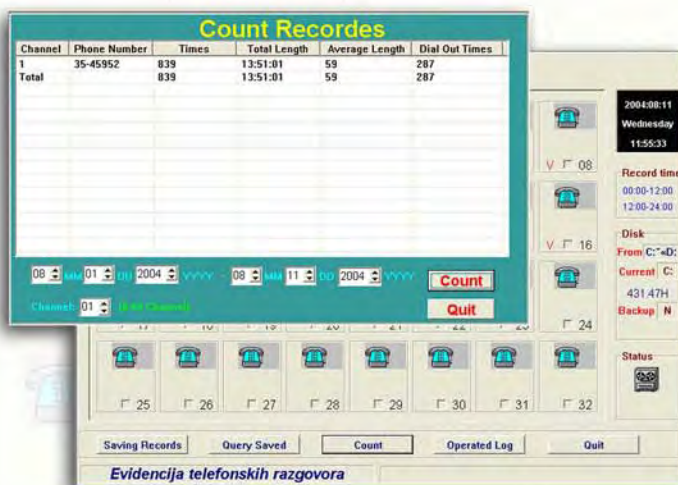 Count Recordes
Channel Phone Number Times Total Length Average Length Dial Out Times
1 35-45952 839 13:51:01 59 287
Total 839 13:51:01 59 287
08 MM 01 DD 2004 YYYY - 08 MM 11 DD 2004 YYYY
Count
Channel: 01
Quit
2004:08:11
Wednesday
11:55:33
V 08
Record time
00:00-12:00
12:00-24:00
V 16
Disk
From C:
Current C:
431.47H
Backup N
24
Status
25 26 27 28 29 30 31 32
Saving Records Query Saved Count Operated Log Quit
Evidencija telefonskih razgovora